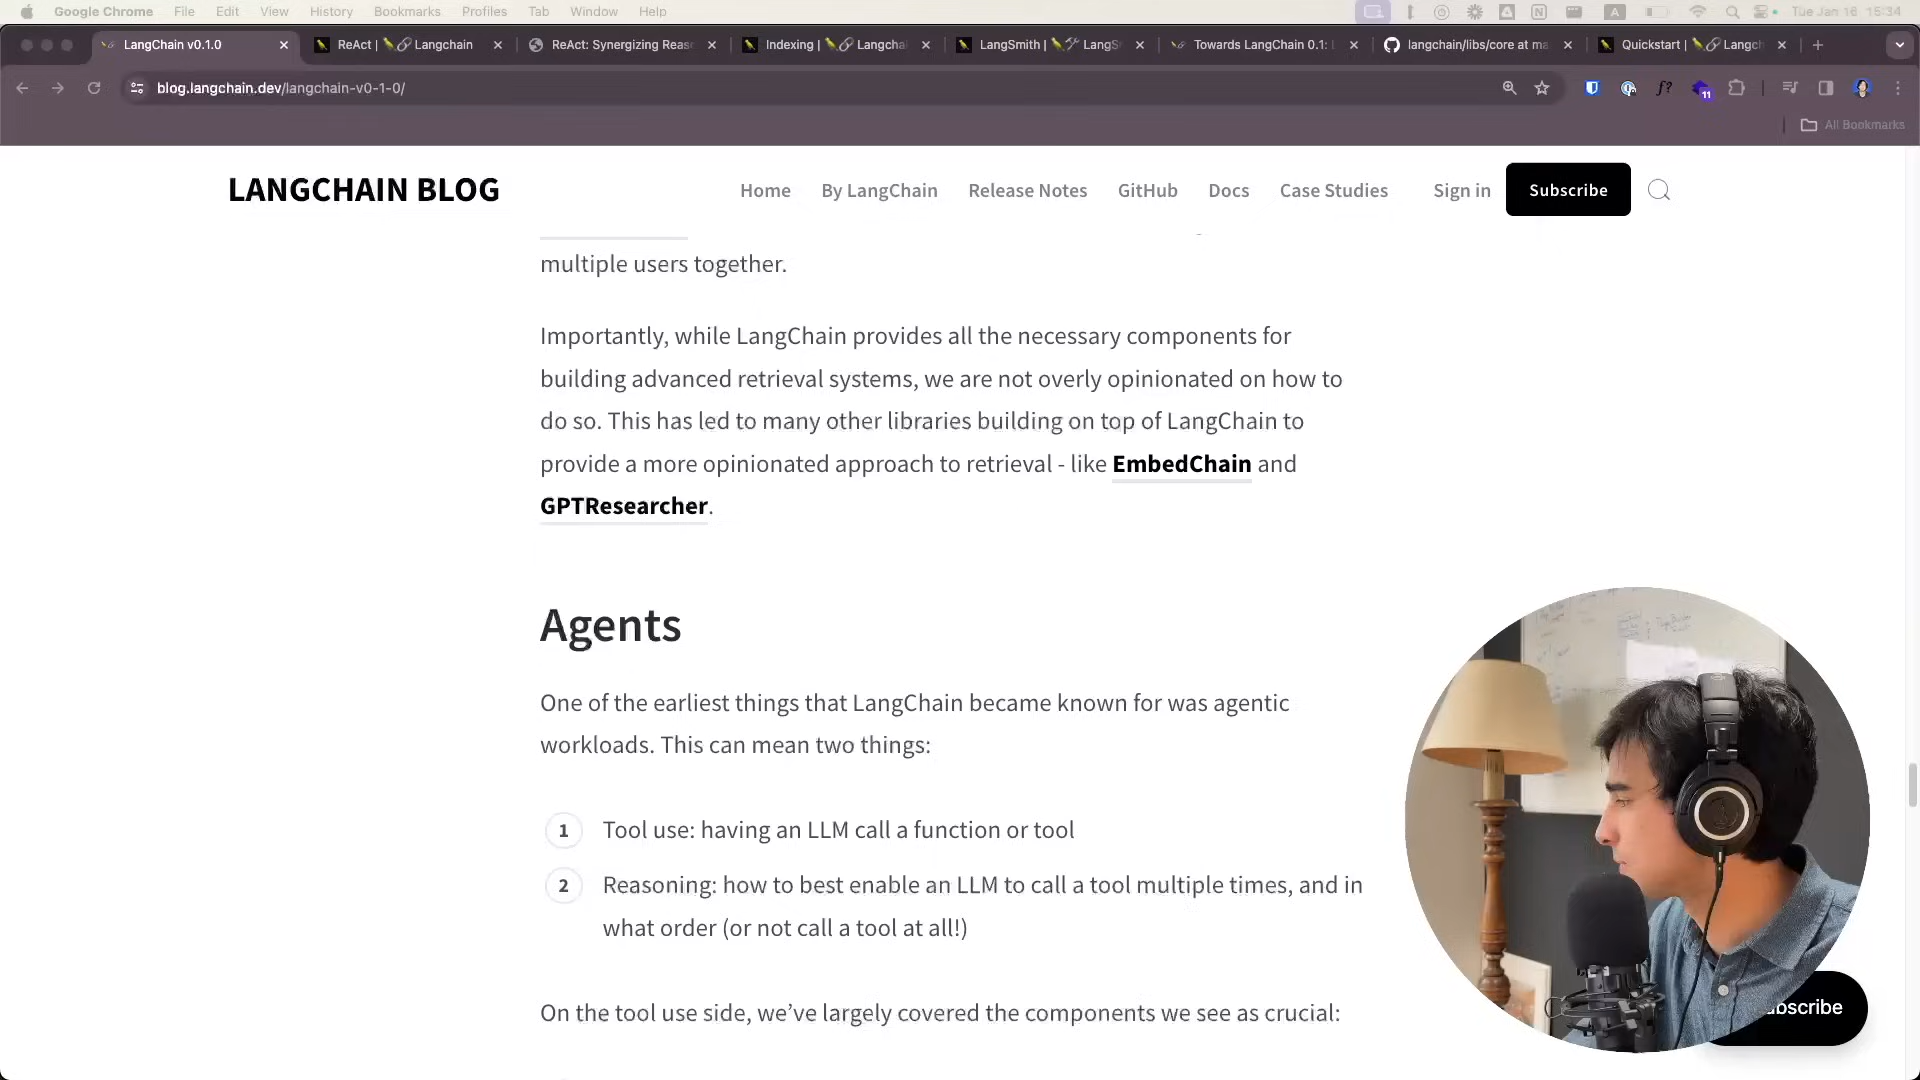 Google Chrome File Edit View History Bookmarks Profiles Tab Window Help Tue Jan 16 15:34
LangChain v0.1.0 ReAct | Langchain ReAct: Synergizing Reas Indexing | Langcha LangSmith | LangS Towards LangChain 0.1: L langchain/libs/core at ma Quickstart | Langch
blog.langchain.dev/langchain-v0-1-0/
11
All Bookmarks
LANGCHAIN BLOG Home By LangChain Release Notes GitHub Docs Case Studies Sign in Subscribe
multiple users together.
Importantly, while LangChain provides all the necessary components for
building advanced retrieval systems, we are not overly opinionated on how to
do so. This has led to many other libraries building on top of LangChain to
provide a more opinionated approach to retrieval - like EmbedChain and
GPTResearcher.
Agents
One of the earliest things that LangChain became known for was agentic
workloads. This can mean two things:
1 Tool use: having an LLM call a function or tool
2 Reasoning: how to best enable an LLM to call a tool multiple times, and in
what order (or not call a tool at all!)
On the tool use side, we’ve largely covered the components we see as crucial:
bscribe